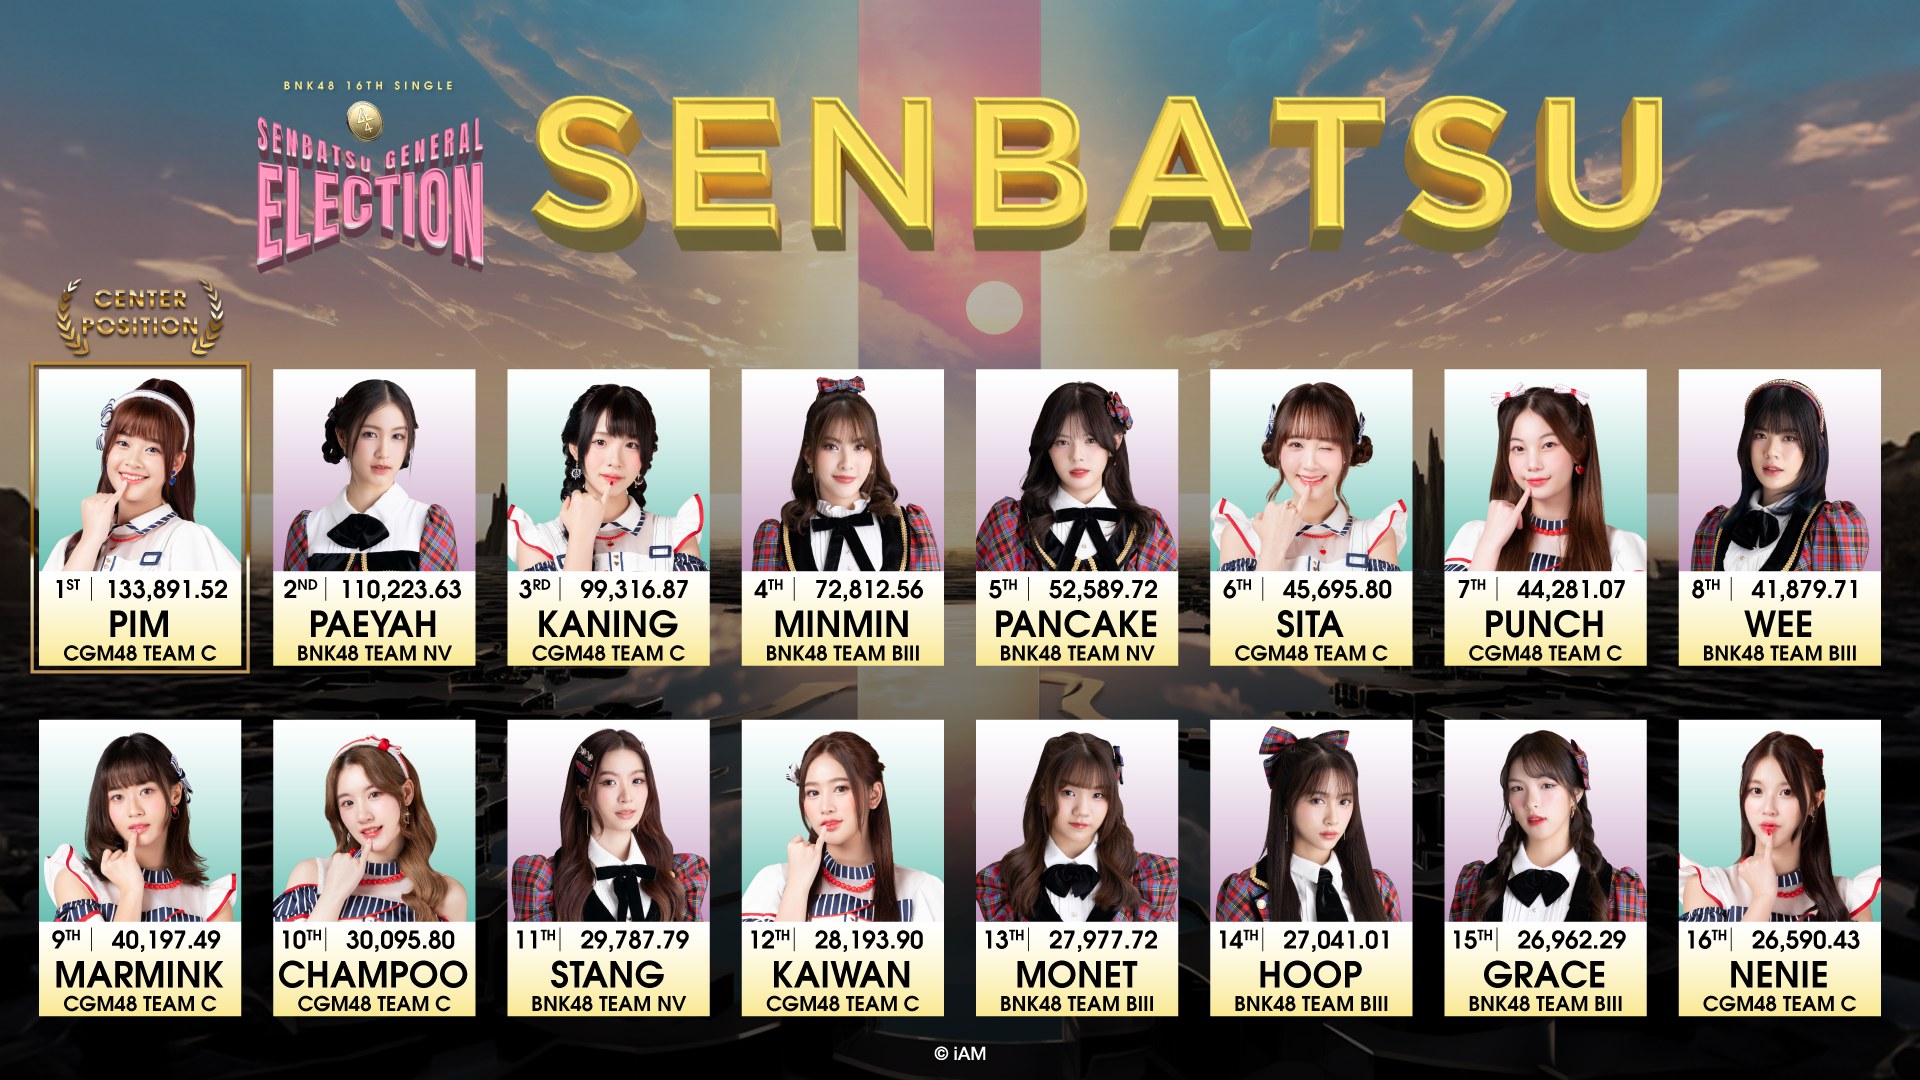 BNK48 16TH SINGLE
SENBATSU GENERAL
ELECTION
SENBATSU
CENTER
POSITION
1ST | 133,891.52
PIM
CGM48 TEAM C
2ND | 110,223.63
PAEYAH
BNK48 TEAM NV
3RD | 99,316.87
KANING
CGM48 TEAM C
4TH | 72,812.56
MINMIN
BNK48 TEAM BIII
5TH | 52,589.72
PANCAKE
BNK48 TEAM NV
6TH | 45,695.80
SITA
CGM48 TEAM C
7TH | 44,281.07
PUNCH
CGM48 TEAM C
8TH | 41,879.71
WEE
BNK48 TEAM BIII
9TH | 40,197.49
MARMINK
CGM48 TEAM C
10TH | 30,095.80
CHAMPOO
CGM48 TEAM C
11TH | 29,787.79
STANG
BNK48 TEAM NV
12TH | 28,193.90
KAIWAN
CGM48 TEAM C
13TH | 27,977.72
MONET
BNK48 TEAM BIII
14TH | 27,041.01
HOOP
BNK48 TEAM BIII
15TH | 26,962.29
GRACE
BNK48 TEAM BIII
16TH | 26,590.43
NENIE
CGM48 TEAM C
© iAM